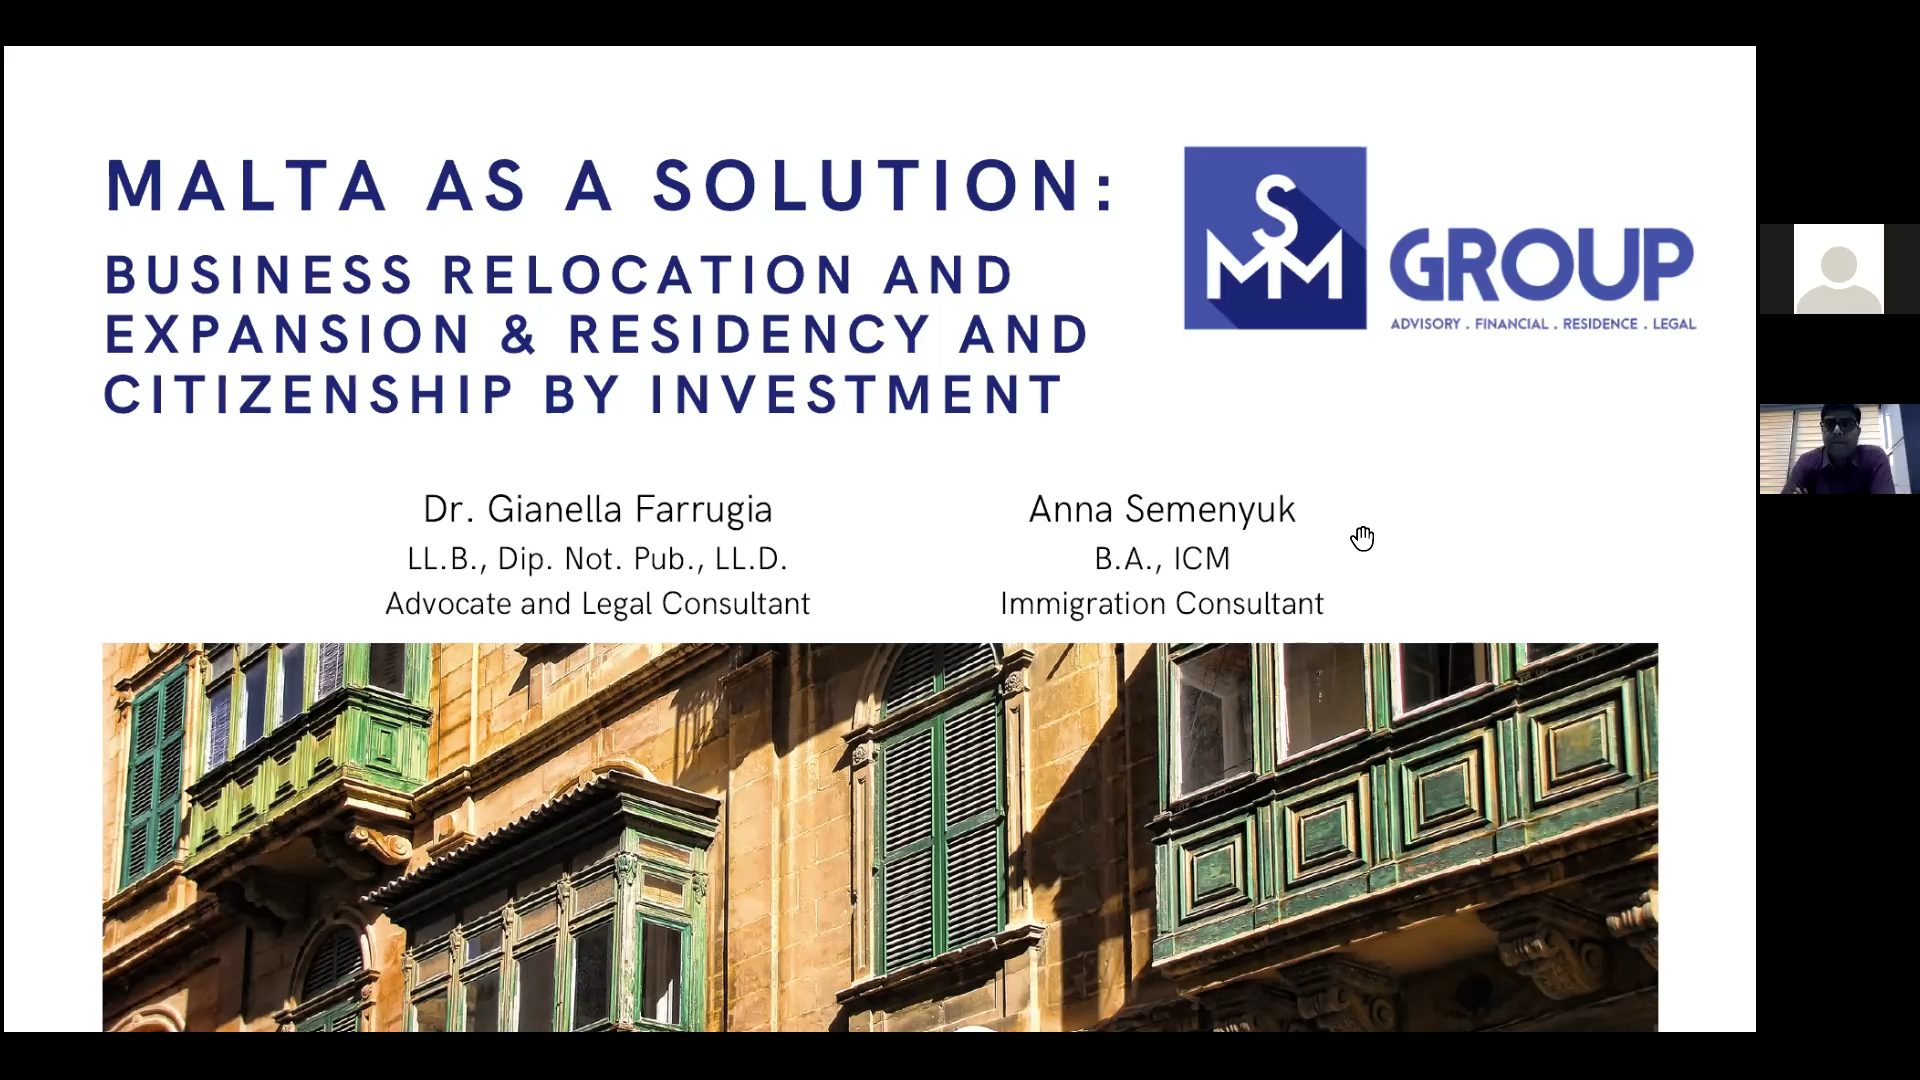 MALTA AS A SOLUTION:
BUSINESS RELOCATION AND
EXPANSION & RESIDENCY AND
CITIZENSHIP BY INVESTMENT
S
MM
GROUP
ADVISORY . FINANCIAL . RESIDENCE . LEGAL
Dr. Gianella Farrugia
LL.B., Dip. Not. Pub., LL.D.
Advocate and Legal Consultant
Anna Semenyuk
B.A., ICM
Immigration Consultant